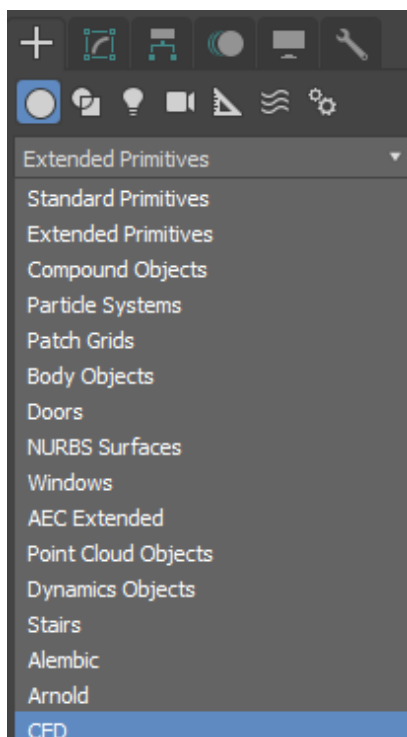 Extended Primitives
Standard Primitives
Extended Primitives
Compound Objects
Particle Systems
Patch Grids
Body Objects
Doors
NURBS Surfaces
Windows
AEC Extended
Point Cloud Objects
Dynamics Objects
Stairs
Alembic
Arnold
CFD